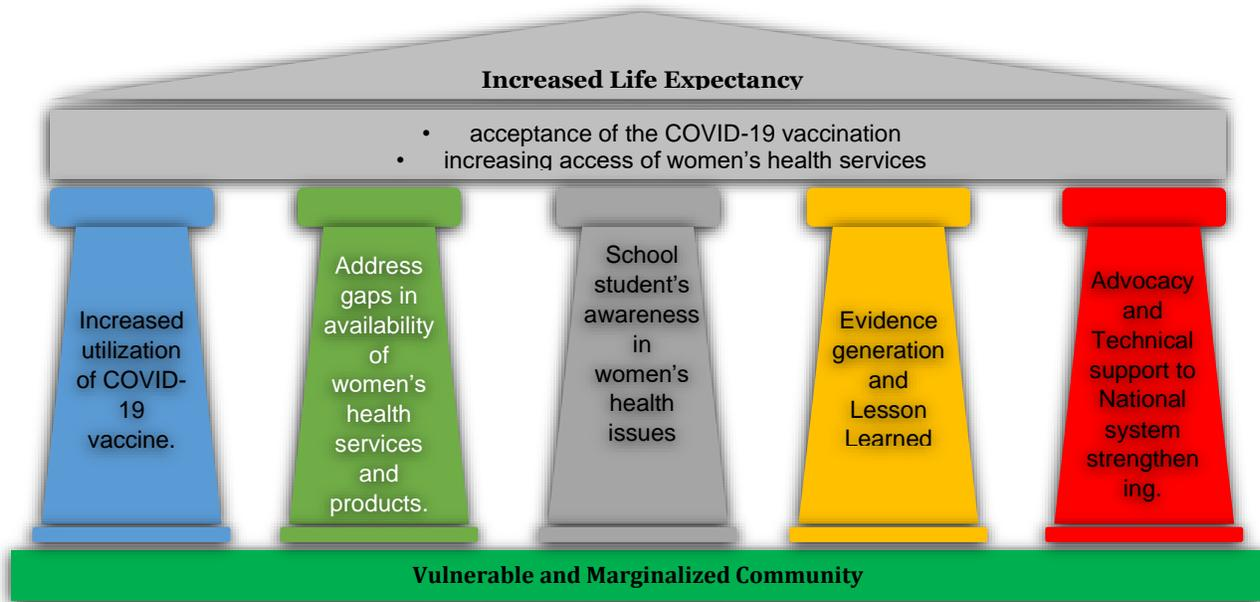 Increased Life Expectancy
• acceptance of the COVID-19 vaccination
• increasing access of women’s health services
Increased
utilization
of COVID-
19
vaccine.
Address
gaps in
availability
of
women’s
health
services
and
products.
School
student’s
awareness
in
women’s
health
issues
Evidence
generation
and
Lesson
Learned
Advocacy
and
Technical
support to
National
system
strengthen
ing.
Vulnerable and Marginalized Community